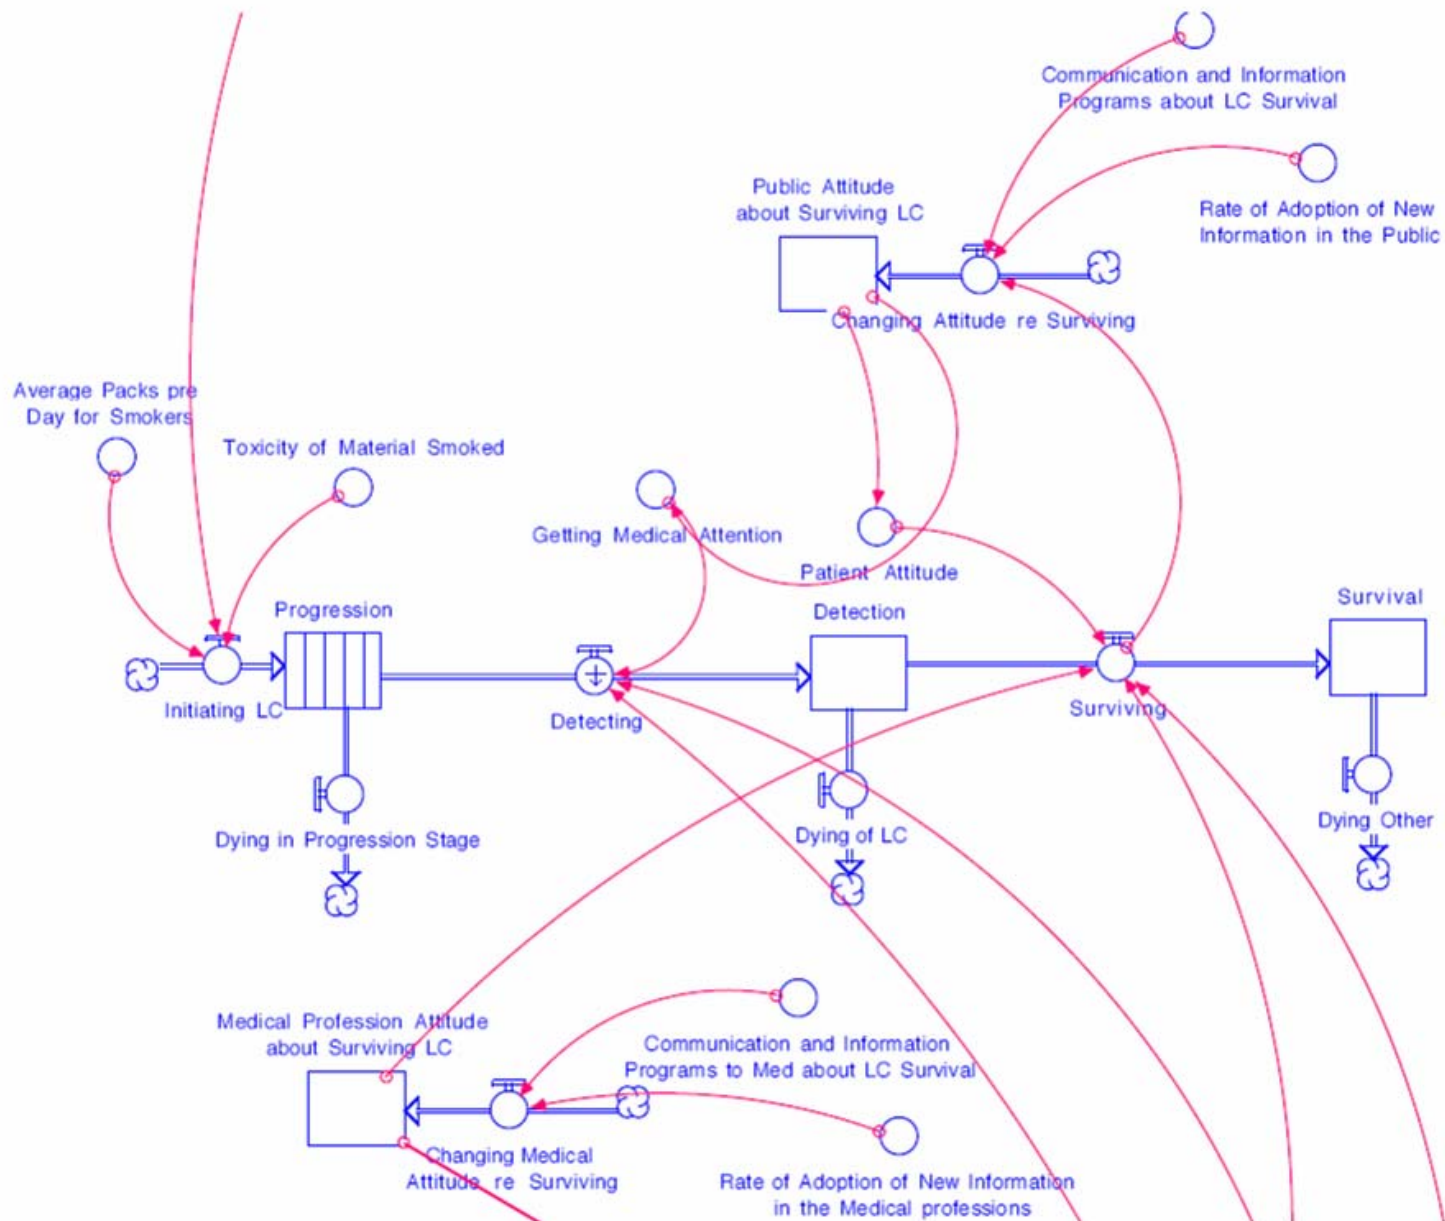 Communication and Information
Programs about LC Survival
Public Attitude
about Surviving LC
Rate of Adoption of New
Information in the Public
Changing Attitude re Surviving
Average Packs pre
Day for Smokers
Toxicity of Material Smoked
Getting Medical Attention
Patient Attitude
Progression
Detection
Survival
Initiating LC
Detecting
Surviving
Dying in Progression Stage
Dying of LC
Dying Other
Medical Profession Attitude
about Surviving LC
Communication and Information
Programs to Med about LC Survival
Changing Medical
Attitude re Surviving
Rate of Adoption of New Information
in the Medical professions